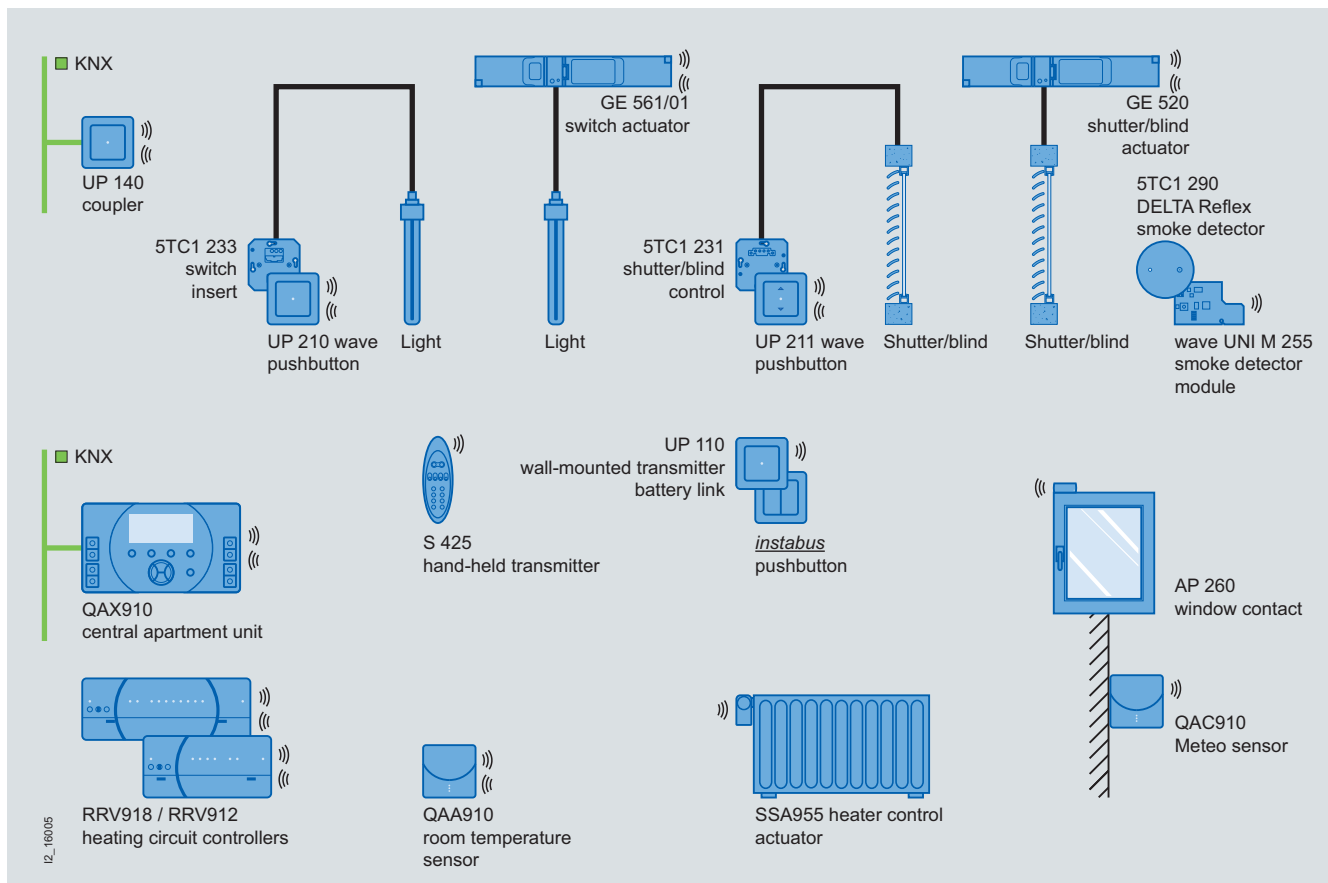 KNX
UP 140
coupler
5TC1 233
switch
insert
UP 210 wave
pushbutton
Light
GE 561/01
switch actuator
Light
5TC1 231
shutter/blind
control
UP 211 wave
pushbutton
Shutter/blind
GE 520
shutter/blind
actuator
Shutter/blind
5TC1 290
DELTA Reflex
smoke detector
wave UNI M 255
smoke detector
module
KNX
QAX910
central apartment unit
S 425
hand-held transmitter
UP 110
wall-mounted transmitter
battery link
instabus
pushbutton
AP 260
window contact
QAC910
Meteo sensor
RRV918 / RRV912
heating circuit controllers
QAA910
room temperature
sensor
SSA955 heater control
actuator
I2_16005